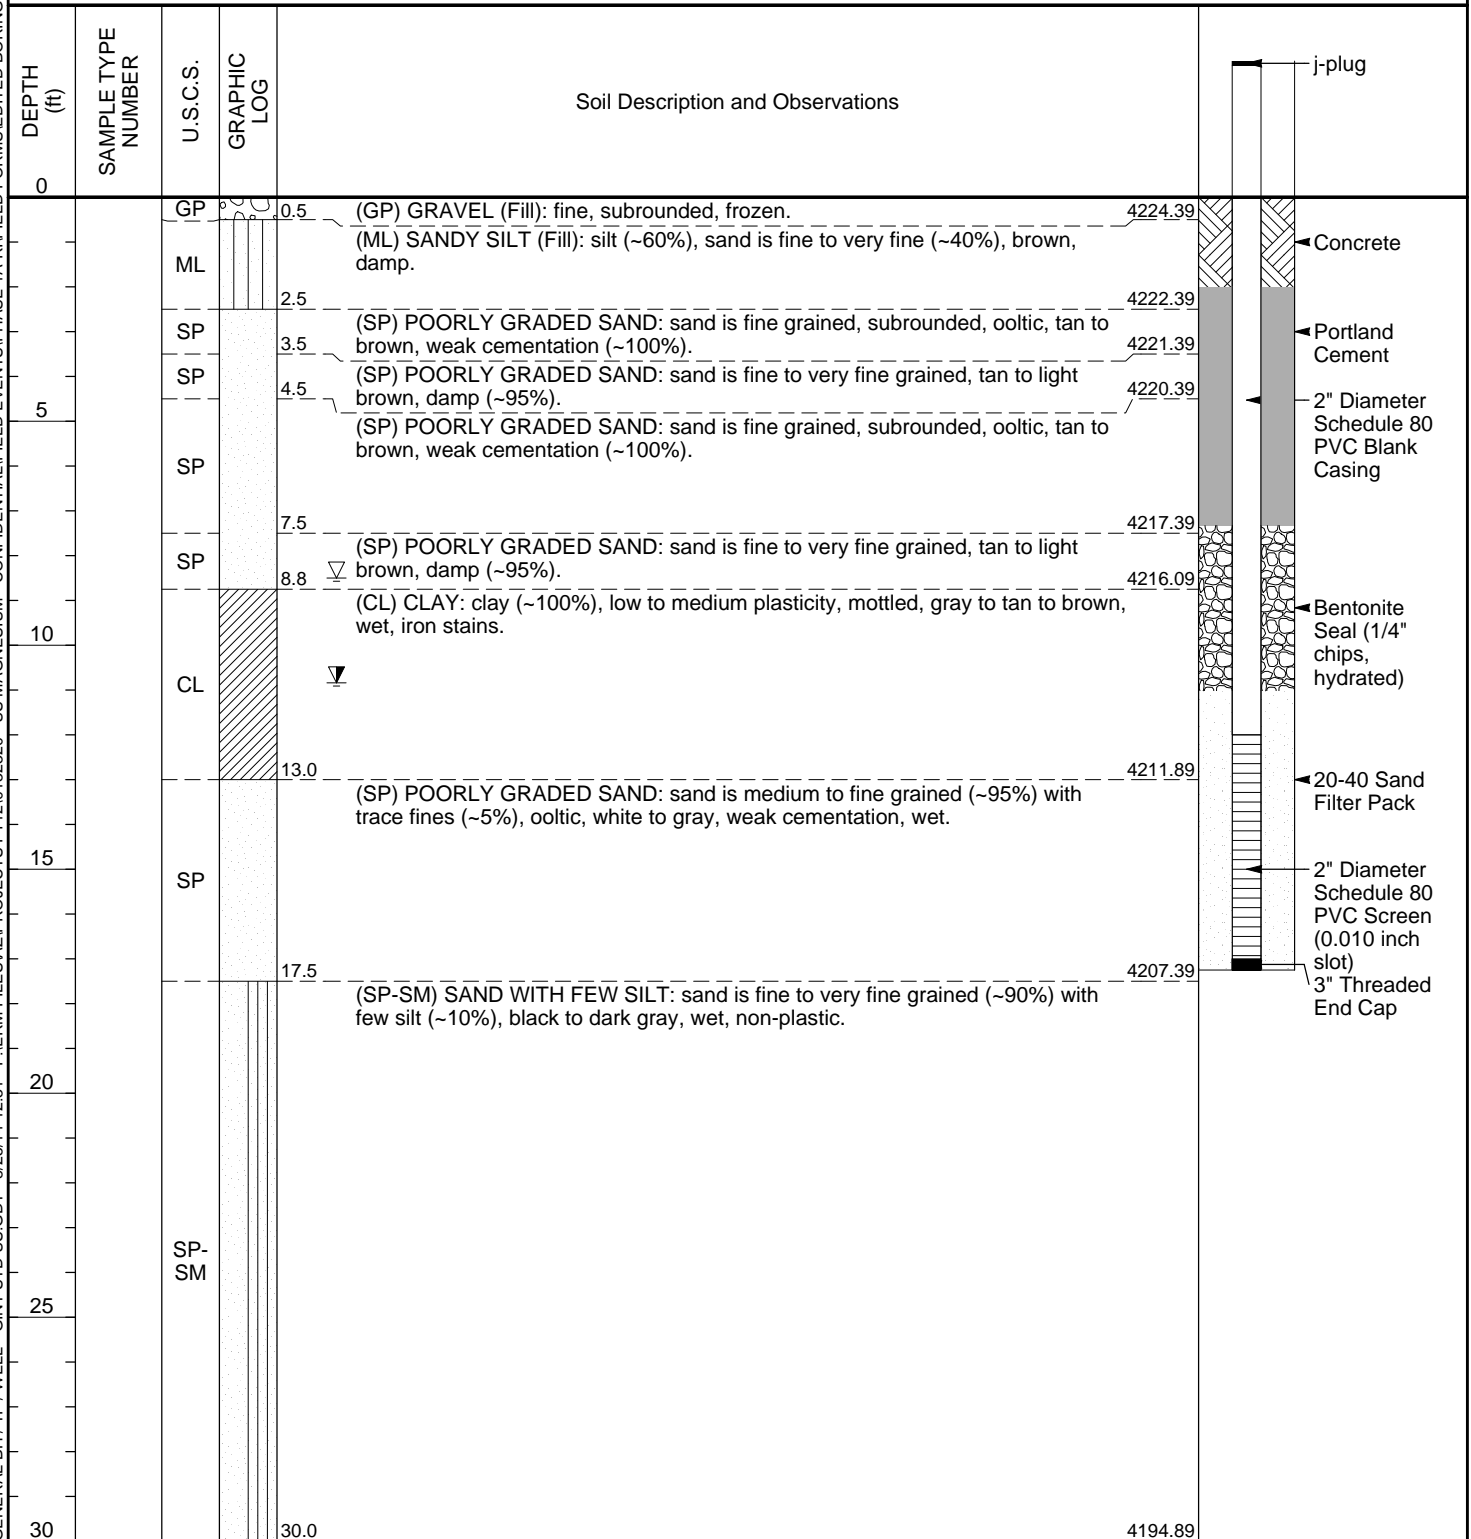 DEPTH
(ft)
SAMPLE TYPE
NUMBER
U.S.C.S.
GRAPHIC
LOG
Soil Description and Observations
j-plug
0
GP
0.5
(GP) GRAVEL (Fill): fine, subrounded, frozen.
4224.39
ML
(ML) SANDY SILT (Fill): silt (~60%), sand is fine to very fine (~40%), brown,
damp.
Concrete
2.5
4222.39
SP
(SP) POORLY GRADED SAND: sand is fine grained, subrounded, ooltic, tan to
brown, weak cementation (~100%).
Portland
Cement
3.5
4221.39
SP
(SP) POORLY GRADED SAND: sand is fine to very fine grained, tan to light
brown, damp (~95%).
4.5
4220.39
5
2" Diameter
Schedule 80
PVC Blank
Casing
SP
(SP) POORLY GRADED SAND: sand is fine grained, subrounded, ooltic, tan to
brown, weak cementation (~100%).
7.5
4217.39
SP
(SP) POORLY GRADED SAND: sand is fine to very fine grained, tan to light
brown, damp (~95%).
8.8
4216.09
(CL) CLAY: clay (~100%), low to medium plasticity, mottled, gray to tan to brown,
wet, iron stains.
Bentonite
Seal (1/4"
chips,
hydrated)
10
CL
13.0
4211.89
(SP) POORLY GRADED SAND: sand is medium to fine grained (~95%) with
trace fines (~5%), ooltic, white to gray, weak cementation, wet.
20-40 Sand
Filter Pack
15
SP
2" Diameter
Schedule 80
PVC Screen
(0.010 inch
slot)
3" Threaded
End Cap
17.5
4207.39
(SP-SM) SAND WITH FEW SILT: sand is fine to very fine grained (~90%) with
few silt (~10%), black to dark gray, wet, non-plastic.
20
SP-
SM
25
30
30.0
4194.89